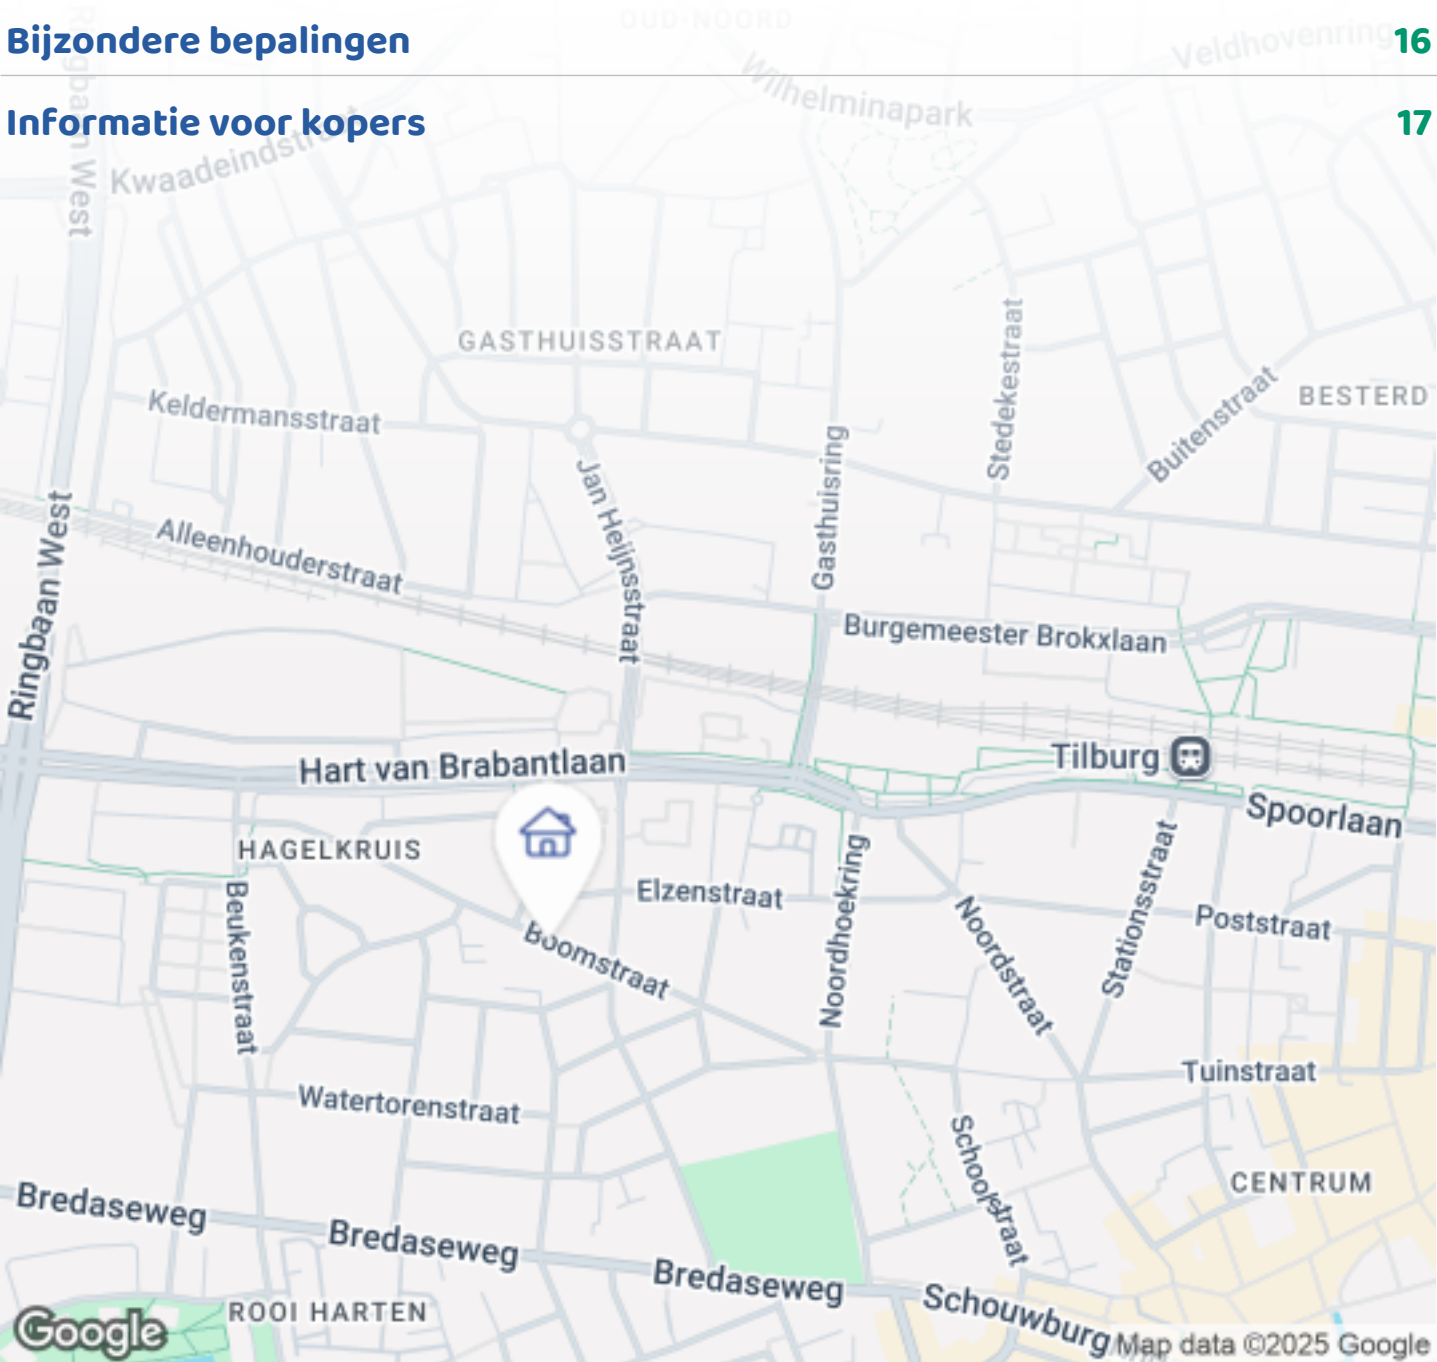 OUD-NOORD
Bijzondere bepalingen 16
Veldhovenring
Wilhelminapark
Ringbaan West
Informatie voor kopers 17
Kwaadeindstraat
GASTHUISSTRAAT
Stedekestraat
Buitenstraat
BESTERD
Keldermansstraat
Gasthuisring
Jan Heijnsstraat
Ringbaan West
Alleenhouderstraat
Burgemeester Brokxlaan
Hart van Brabantlaan
Tilburg
Spoorlaan
HAGELKRUIS
Beukenstraat
Elzenstraat
Boomstraat
Noordhoekring
Noordstraat
Stationsstraat
Poststraat
Watertorenstraat
Tuinstraat
Schoolstraat
CENTRUM
Bredaseweg
Bredaseweg
Bredaseweg
Schouwburg
ROOI HARTEN
Google
Map data ©2025 Google